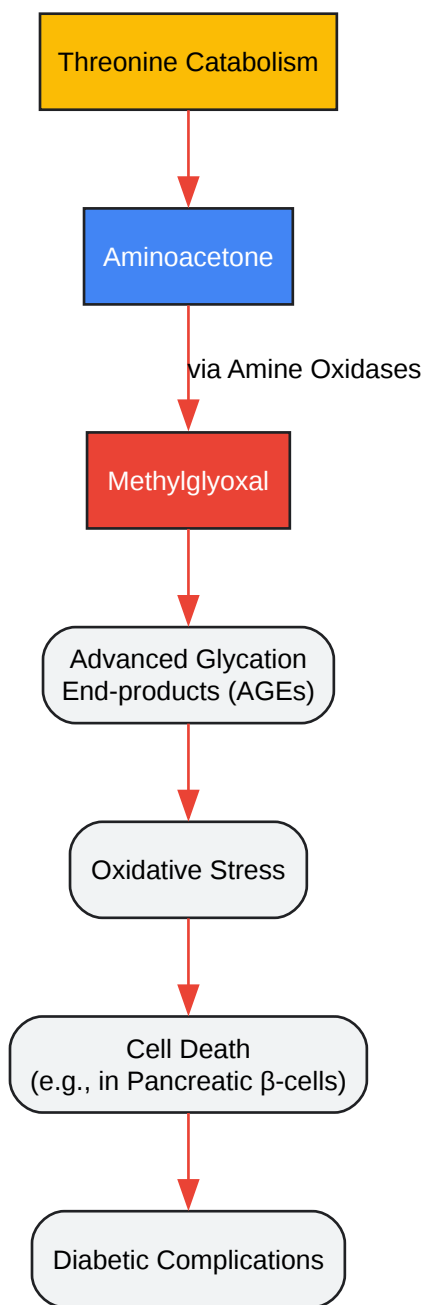 Threonine Catabolism
Aminoacetone
via Amine Oxidases
Methylglyoxal
Advanced Glycation
End-products (AGEs)
Oxidative Stress
Cell Death
(e.g., in Pancreatic β-cells)
Diabetic Complications